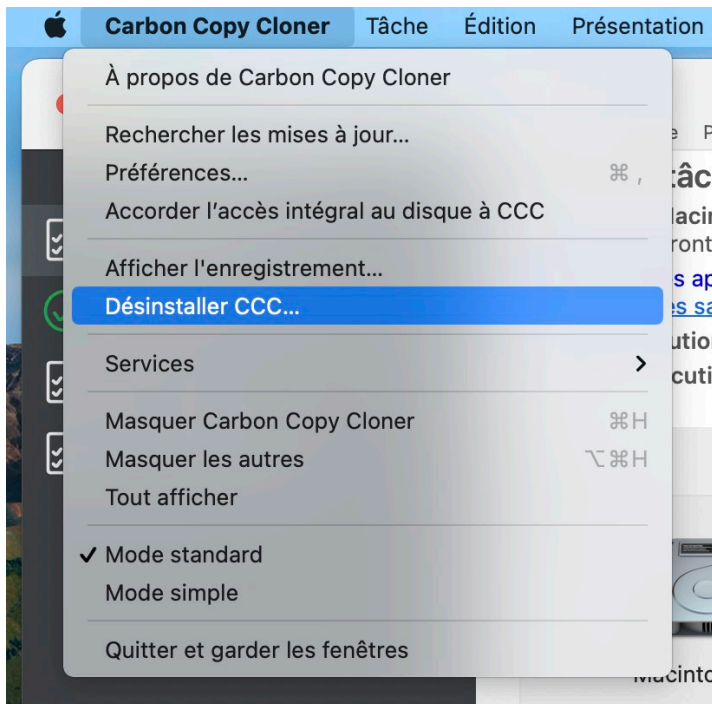 Carbon Copy Cloner Tâche Édition Présentation
À propos de Carbon Copy Cloner
Rechercher les mises à jour...
Préférences... ⌘ ,
Accorder l’accès intégral au disque à CCC
Afficher l'enregistrement...
Désinstaller CCC...
Services
Masquer Carbon Copy Cloner ⌘H
Masquer les autres ⌥⌘H
Tout afficher
✓ Mode standard
Mode simple
Quitter et garder les fenêtres